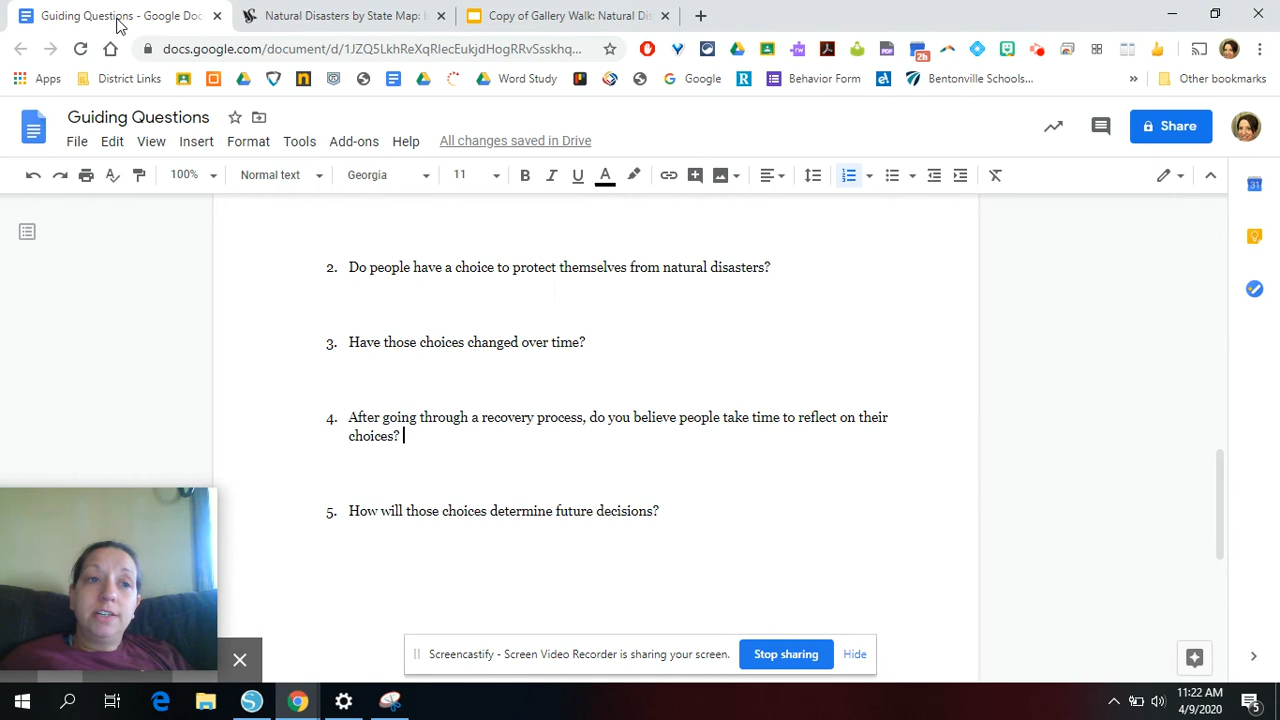 Guiding Questions - Google Doc
Natural Disasters by State Map: I
Copy of Gallery Walk: Natural Dis
docs.google.com/document/d/1JZQ5LkhReXqRIecEukjdHogRRvSsskhq...
2h
Apps
District Links
Word Study
Google
Behavior Form
Bentonville Schools...
Other bookmarks
Guiding Questions
Share
File Edit View Insert Format Tools Add-ons Help
All changes saved in Drive
100%
Normal text
Georgia
11
31
2. Do people have a choice to protect themselves from natural disasters?
3. Have those choices changed over time?
4. After going through a recovery process, do you believe people take time to reflect on their
choices?
5. How will those choices determine future decisions?
Screencastify - Screen Video Recorder is sharing your screen.
Stop sharing
Hide
11:22 AM
4/9/2020
5